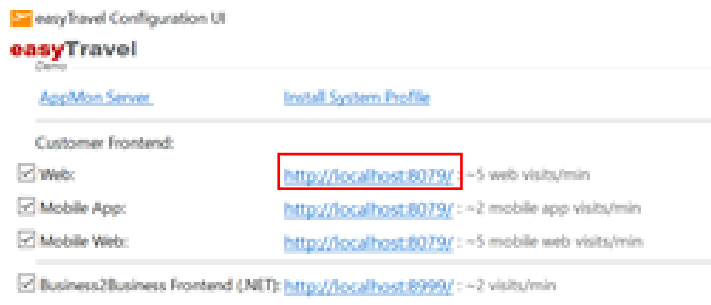 easyTravel Configuration UI
easyTravel
Demo
AppMon Server Install System Profile
Customer Frontend:
Web: http://localhost:8079/ : ~5 web visits/min
Mobile App: http://localhost:8079/ : ~2 mobile app visits/min
Mobile Web: http://localhost:8079/ : ~5 mobile web visits/min
Business2Business Frontend (.NET): http://localhost:8999/ : ~2 visits/min